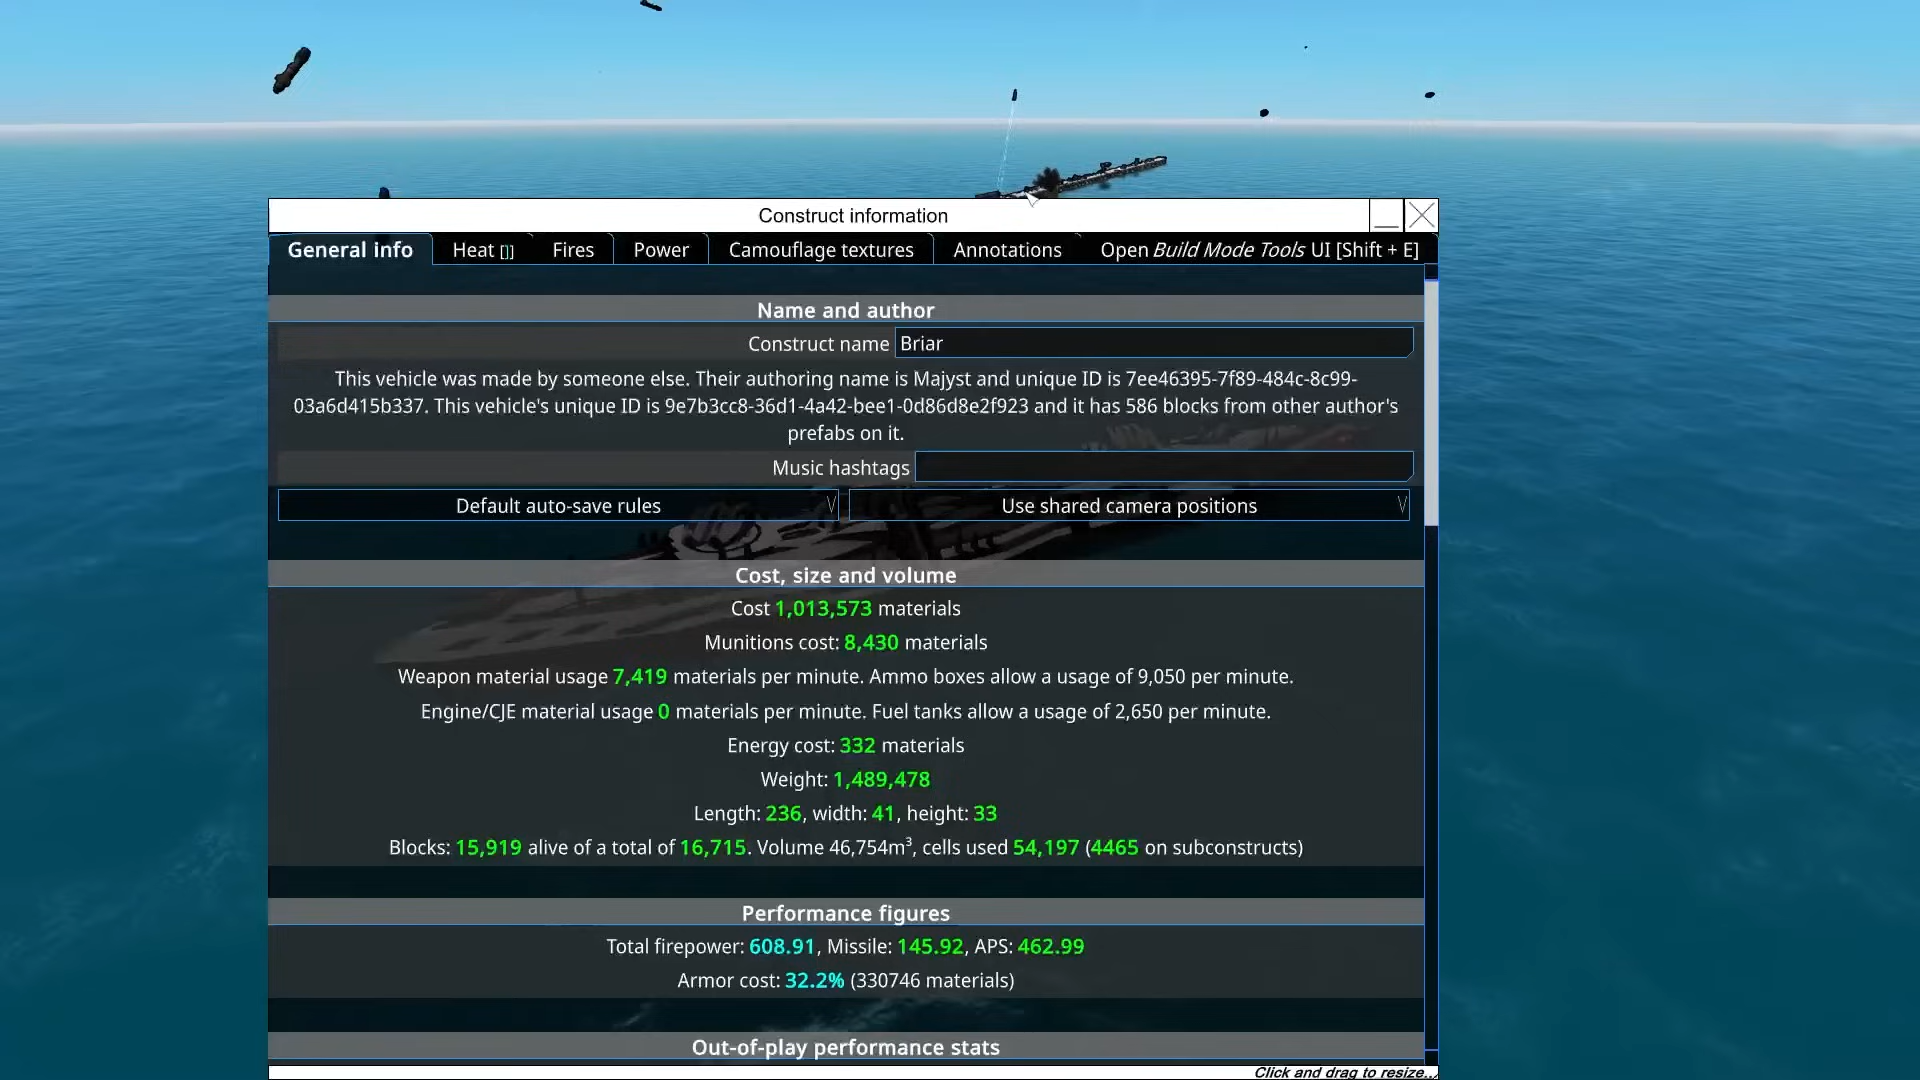 Construct information
General info
Heat []
Fires
Power
Camouflage textures
Annotations
Open Build Mode Tools UI [Shift + E]
Name and author
Construct name Briar
This vehicle was made by someone else. Their authoring name is Majyst and unique ID is 7ee46395-7f89-484c-8c99-
03a6d415b337. This vehicle's unique ID is 9e7b3cc8-36d1-4a42-bee1-0d86d8e2f923 and it has 586 blocks from other author's
prefabs on it.
Music hashtags
Default auto-save rules
Use shared camera positions
Cost, size and volume
Cost 1,013,573 materials
Munitions cost: 8,430 materials
Weapon material usage 7,419 materials per minute. Ammo boxes allow a usage of 9,050 per minute.
Engine/CJE material usage 0 materials per minute. Fuel tanks allow a usage of 2,650 per minute.
Energy cost: 332 materials
Weight: 1,489,478
Length: 236, width: 41, height: 33
Blocks: 15,919 alive of a total of 16,715. Volume 46,754m³, cells used 54,197 (4465 on subconstructs)
Performance figures
Total firepower: 608.91, Missile: 145.92, APS: 462.99
Armor cost: 32.2% (330746 materials)
Out-of-play performance stats
Click and drag to resize...